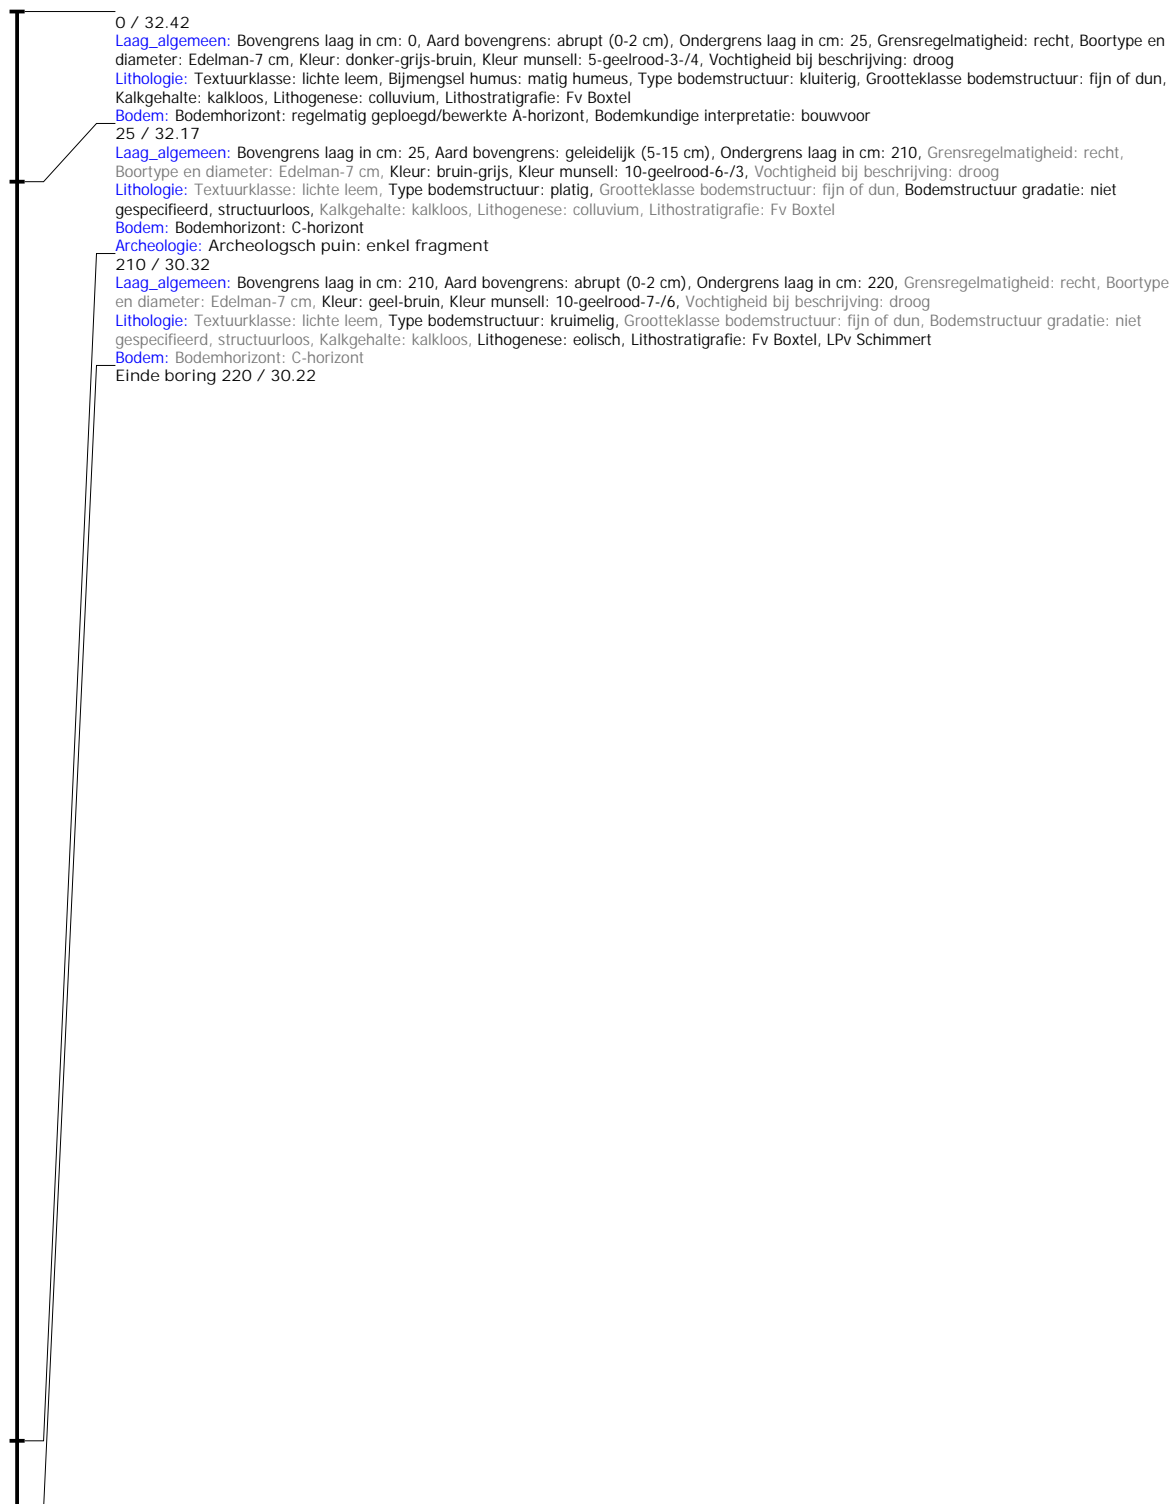 0 / 32.42
Laag_algemeen: Bovengrens laag in cm: 0, Aard bovengrens: abrupt (0-2 cm), Ondergrens laag in cm: 25, Grensregelmatigheid: recht, Boortype en
diameter: Edelman-7 cm, Kleur: donker-grijs-bruin, Kleur munsell: 5-geelrood-3-/4, Vochtigheid bij beschrijving: droog
Lithologie: Textuurklasse: lichte leem, Bijmengsel humus: matig humeus, Type bodemstructuur: kluiterig, Grootteklasse bodemstructuur: fijn of dun,
Kalkgehalte: kalkloos, Lithogenese: colluvium, Lithostratigrafie: Fv Boxtel
Bodem: Bodemhorizont: regelmatig geploegd/bewerkte A-horizont, Bodemkundige interpretatie: bouwvoor
25 / 32.17
Laag_algemeen: Bovengrens laag in cm: 25, Aard bovengrens: geleidelijk (5-15 cm), Ondergrens laag in cm: 210, Grensregelmatigheid: recht,
Boortype en diameter: Edelman-7 cm, Kleur: bruin-grijs, Kleur munsell: 10-geelrood-6-/3, Vochtigheid bij beschrijving: droog
Lithologie: Textuurklasse: lichte leem, Type bodemstructuur: platig, Grootteklasse bodemstructuur: fijn of dun, Bodemstructuur gradatie: niet
gespecifieerd, structuurloos, Kalkgehalte: kalkloos, Lithogenese: colluvium, Lithostratigrafie: Fv Boxtel
Bodem: Bodemhorizont: C-horizont
Archeologie: Archeologsch puin: enkel fragment
210 / 30.32
Laag_algemeen: Bovengrens laag in cm: 210, Aard bovengrens: abrupt (0-2 cm), Ondergrens laag in cm: 220, Grensregelmatigheid: recht, Boortype
en diameter: Edelman-7 cm, Kleur: geel-bruin, Kleur munsell: 10-geelrood-7-/6, Vochtigheid bij beschrijving: droog
Lithologie: Textuurklasse: lichte leem, Type bodemstructuur: kruimelig, Grootteklasse bodemstructuur: fijn of dun, Bodemstructuur gradatie: niet
gespecifieerd, structuurloos, Kalkgehalte: kalkloos, Lithogenese: eolisch, Lithostratigrafie: Fv Boxtel, LPv Schimmert
Bodem: Bodemhorizont: C-horizont
Einde boring 220 / 30.22